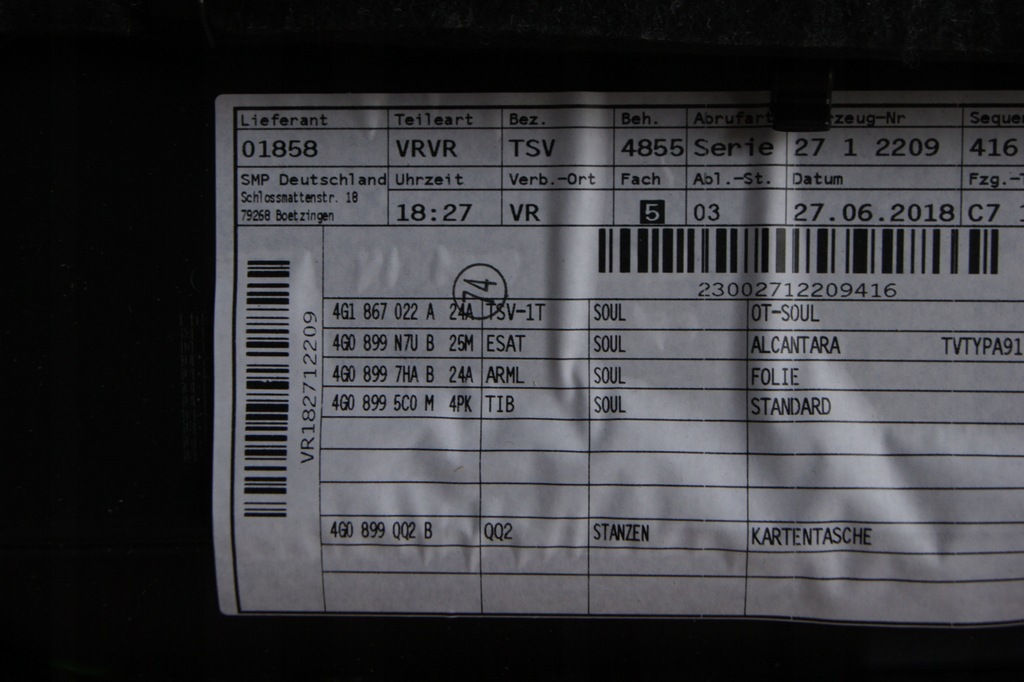 Lieferant Teileart Bez. Beh. Abrufart rzeug-Nr
01858 VRVR TSV 4855 Serie 27 1 2209 416
SMP Deutschland Uhrzeit Verb.-Ort Fach Abl.-St. Datum
Schlossmattenstr. 18
79268 Boetzingen
18:27 VR 5 03 27.06.2018 C7
23002712209416
VR182712209
74
4G1 867 022 A 24A TSV-1T SOUL OT-SOUL
4G0 899 N7U B 25M ESAT SOUL ALCANTARA TVTYPA91
4G0 899 7HA B 24A ARML SOUL FOLIE
4G0 899 5C0 M 4PK TIB SOUL STANDARD
4G0 899 QQ2 B QQ2 STANZEN KARTENTASCHE